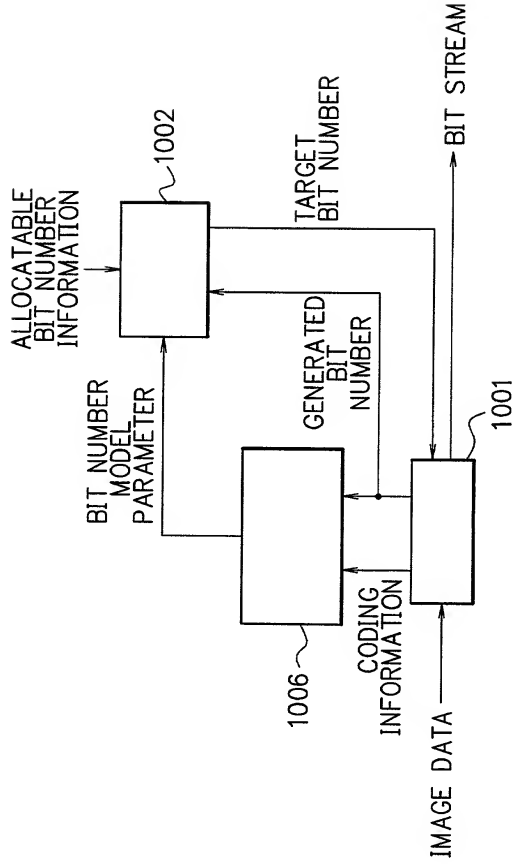 ALLOCATABLE
BIT NUMBER
INFORMATION
1002
BIT NUMBER
MODEL
PARAMETER
TARGET
BIT NUMBER
GENERATED
BIT
NUMBER
1006
CODING
INFORMATION
1001
IMAGE DATA
BIT STREAM